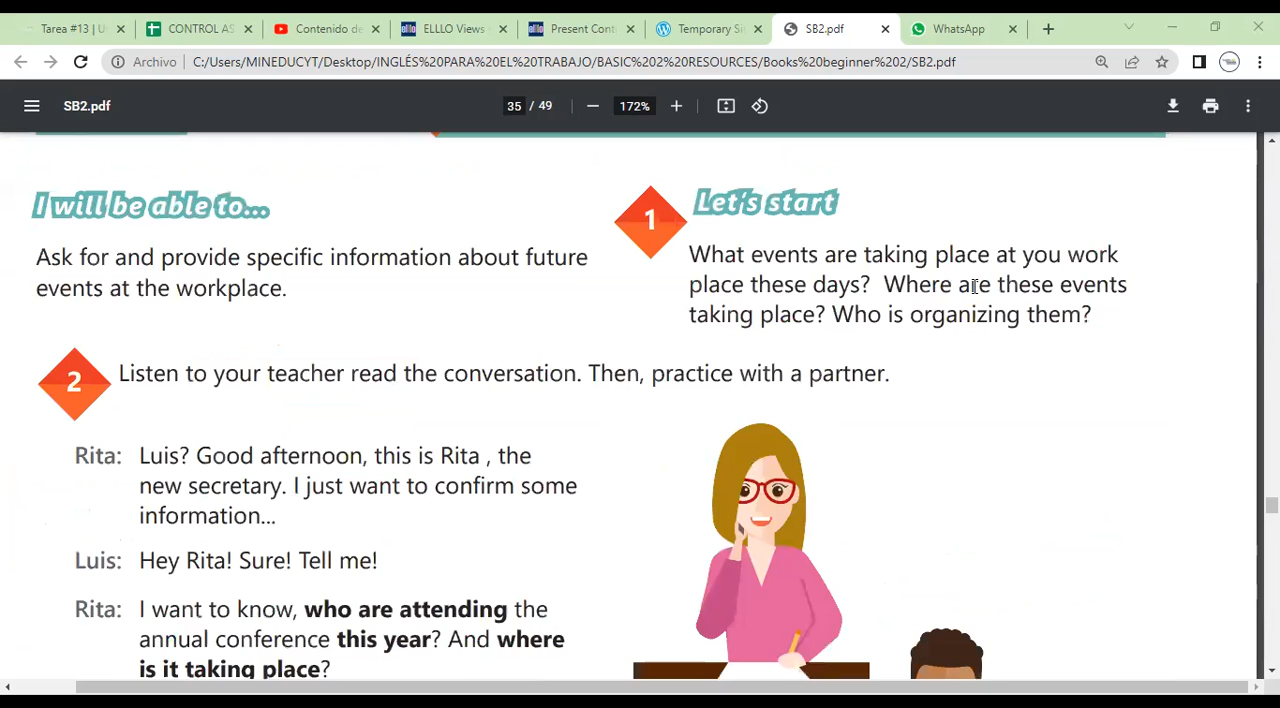 Tarea #13 | U
CONTROL AS
Contenido de
ELLLO Views
Present Cont
Temporary Si
SB2.pdf
WhatsApp
Archivo
C:/Users/MINEDUCYT/Desktop/INGLÉS%20PARA%20EL%20TRABAJO/BASIC%202%20RESOURCES/Books%20beginner%202/SB2.pdf
SB2.pdf
35 / 49
172%
I will be able to...
Ask for and provide specific information about future
events at the workplace.
1
Let's start
What events are taking place at you work
place these days? Where are these events
taking place? Who is organizing them?
2
Listen to your teacher read the conversation. Then, practice with a partner.
Rita: Luis? Good afternoon, this is Rita , the
new secretary. I just want to confirm some
information...
Luis: Hey Rita! Sure! Tell me!
Rita: I want to know, who are attending the
annual conference this year? And where
is it taking place?